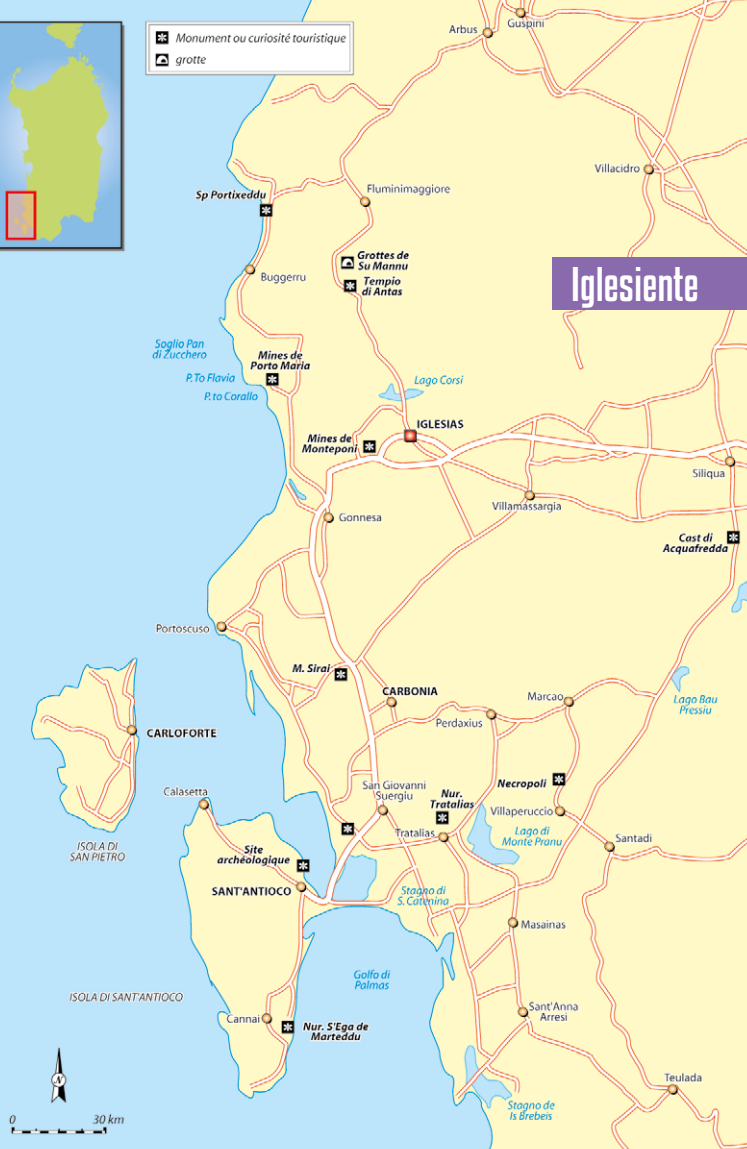 Monument ou curiosité touristique
grotte
Arbus
Guspini
Villacidro
Sp Portixeddu
Fluminimaggiore
Grottes de
Su Mannu
Tempio
di Antas
Buggerru
Iglesiente
Soglio Pan
di Zucchero
Mines de
Porto Maria
P.To Flavia
P.to Corallo
Lago Corsi
IGLESIAS
Mines de
Monteponi
Siliqua
Villamassargia
Gonnesa
Cast di
Acquafredda
Portoscuso
M. Sirai
CARBONIA
Marcao
Lago Bau
Pressiu
Perdaxius
CARLOFORTE
Calasetta
San Giovanni
Suergiu
Nur.
Tratalias
Necropoli
Villaperuccio
Tratalias
Lago di
Monte Pranu
Santadi
ISOLA DI
SAN PIETRO
Site
archéologique
SANT'ANTIOCO
Stagno di
S. Catenina
Masainas
Golfo di
Palmas
ISOLA DI SANT'ANTIOCO
Cannai
Nur. S'Ega de
Marteddu
Sant'Anna
Arresi
Teulada
Stagno de
Is Brebeis
N
0 30 km